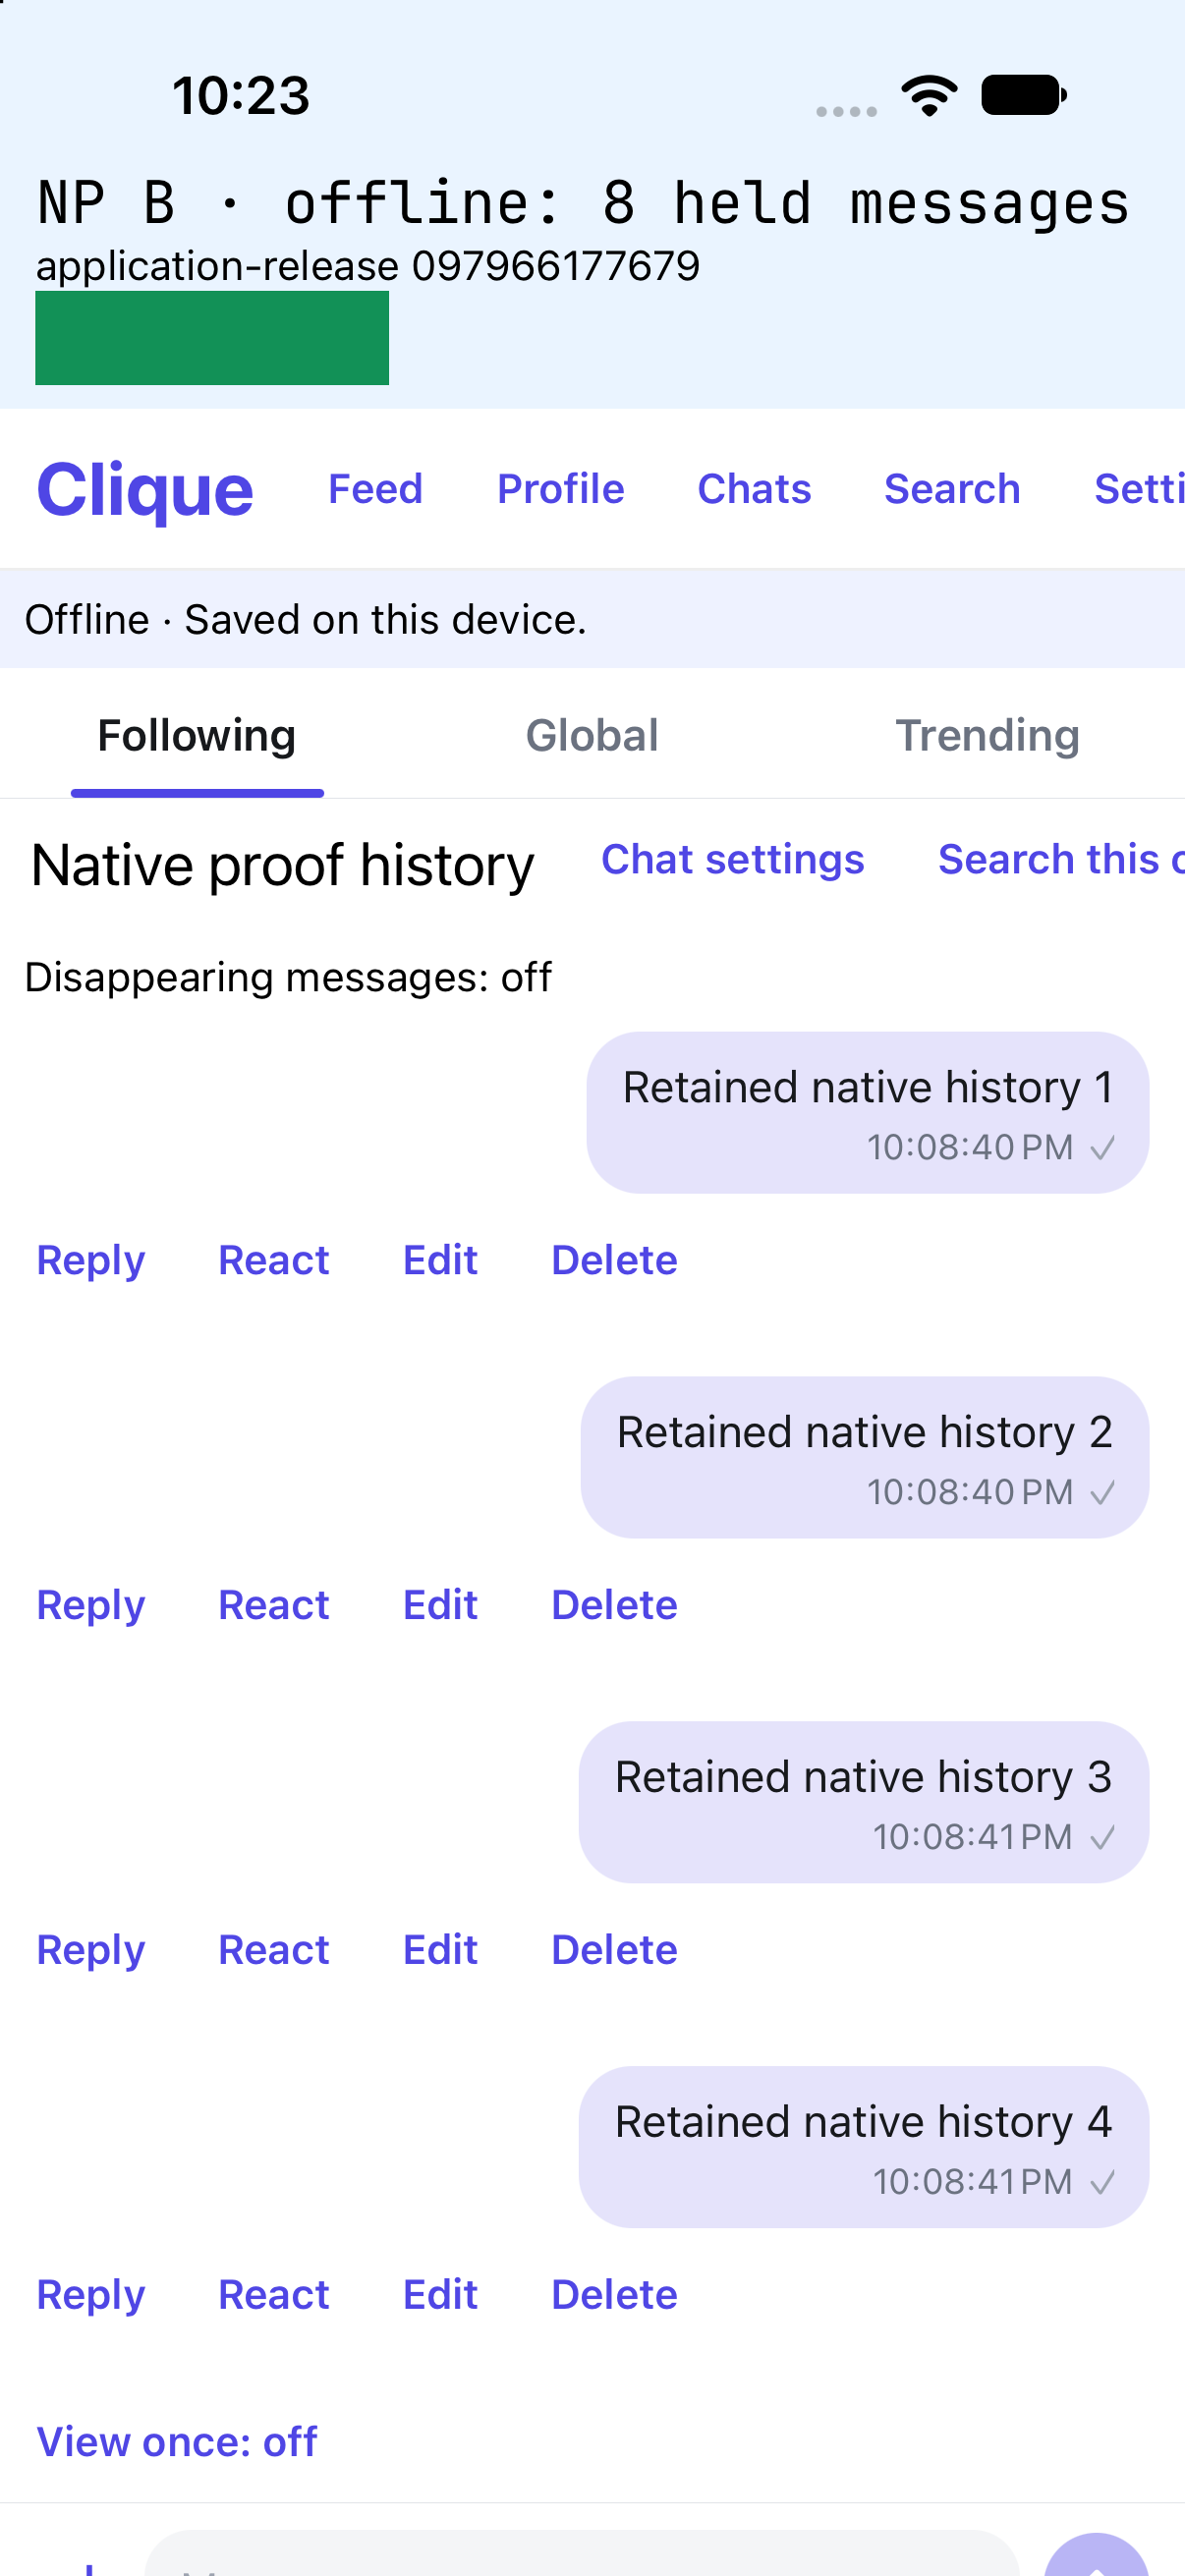 10:23
NP B · offline: 8 held messages
application-release 097966177679
Clique Feed Profile Chats Search Setti
Offline · Saved on this device.
Following Global Trending
Native proof history Chat settings Search this c
Disappearing messages: off
Retained native history 1
10:08:40 PM ✓
Reply React Edit Delete
Retained native history 2
10:08:40 PM ✓
Reply React Edit Delete
Retained native history 3
10:08:41 PM ✓
Reply React Edit Delete
Retained native history 4
10:08:41 PM ✓
Reply React Edit Delete
View once: off